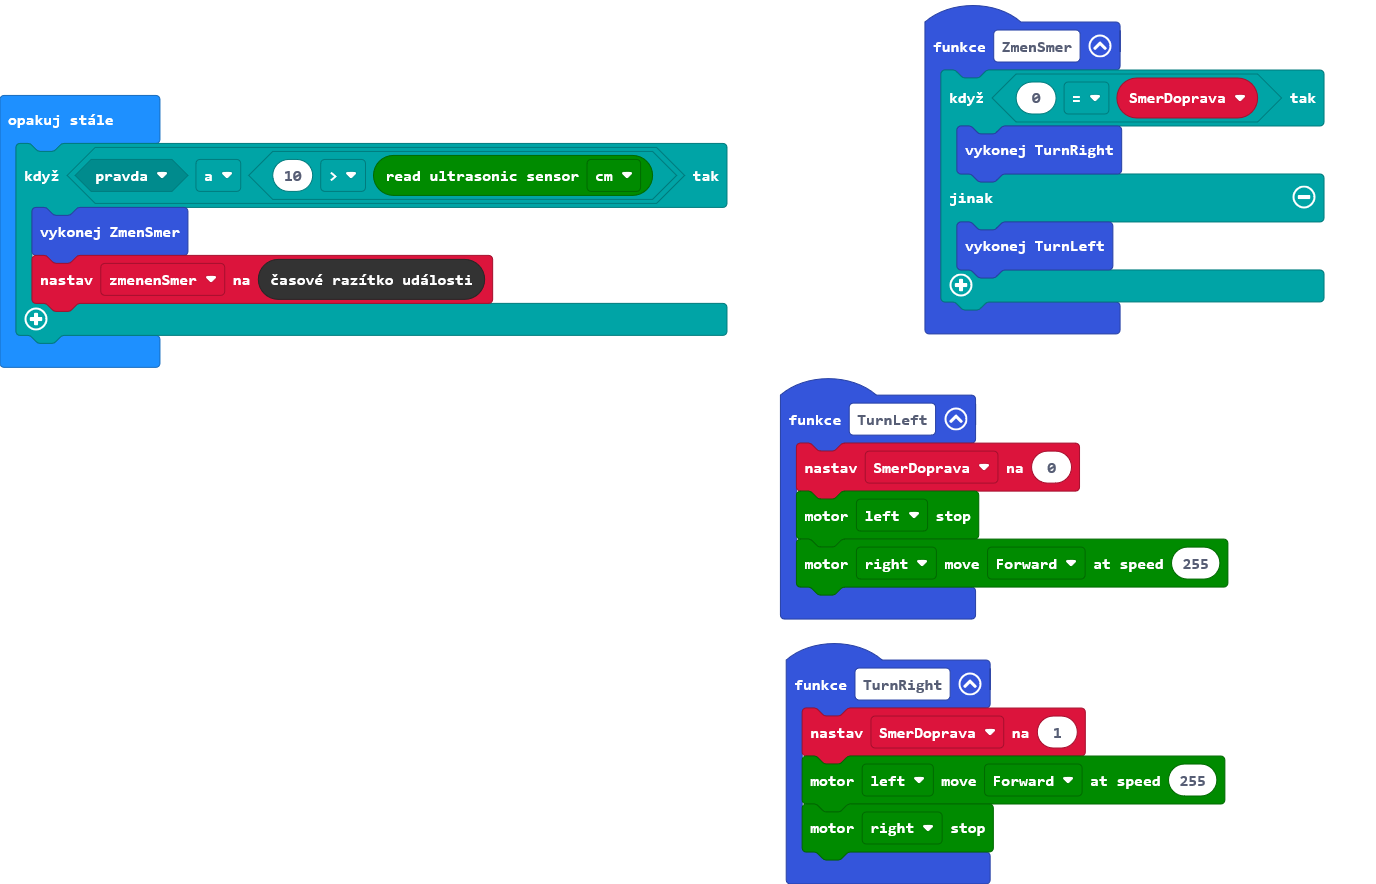 opakuj stále
když pravda a 10 > read ultrasonic sensor cm tak
vykonej ZmenSmer
nastav zmenenSmer na časové razítko události
funkce ZmenSmer
když 0 = SmerDoprava tak
vykonej TurnRight
jinak
vykonej TurnLeft
funkce TurnLeft
nastav SmerDoprava na 0
motor left stop
motor right move Forward at speed 255
funkce TurnRight
nastav SmerDoprava na 1
motor left move Forward at speed 255
motor right stop